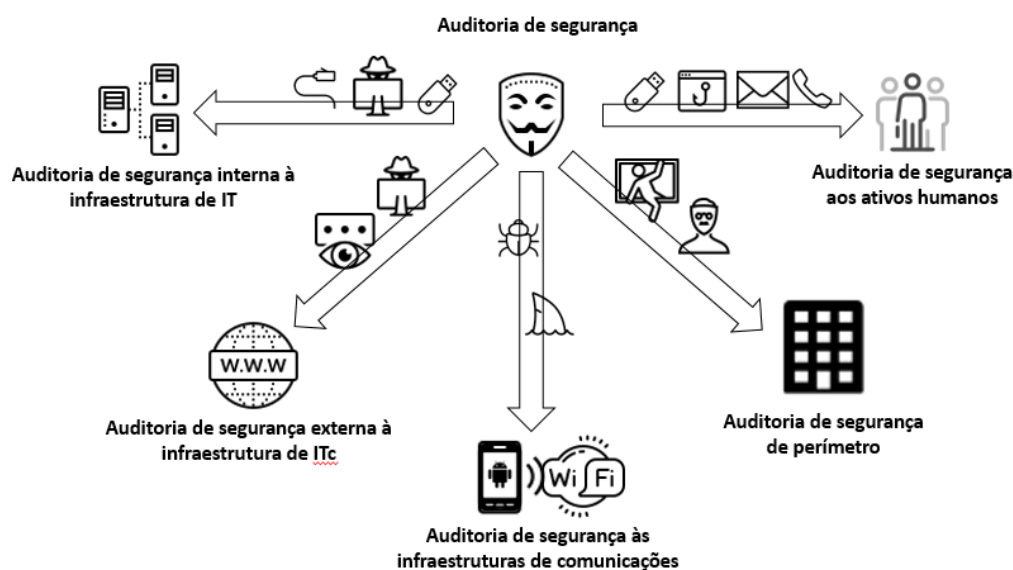 Auditoria de segurança
Auditoria de segurança interna à
infraestrutura de IT
Auditoria de segurança
aos ativos humanos
W.W.W
Auditoria de segurança externa à
infraestrutura de ITc
Auditoria de segurança
de perímetro
Wi Fi
Auditoria de segurança às
infraestruturas de comunicações